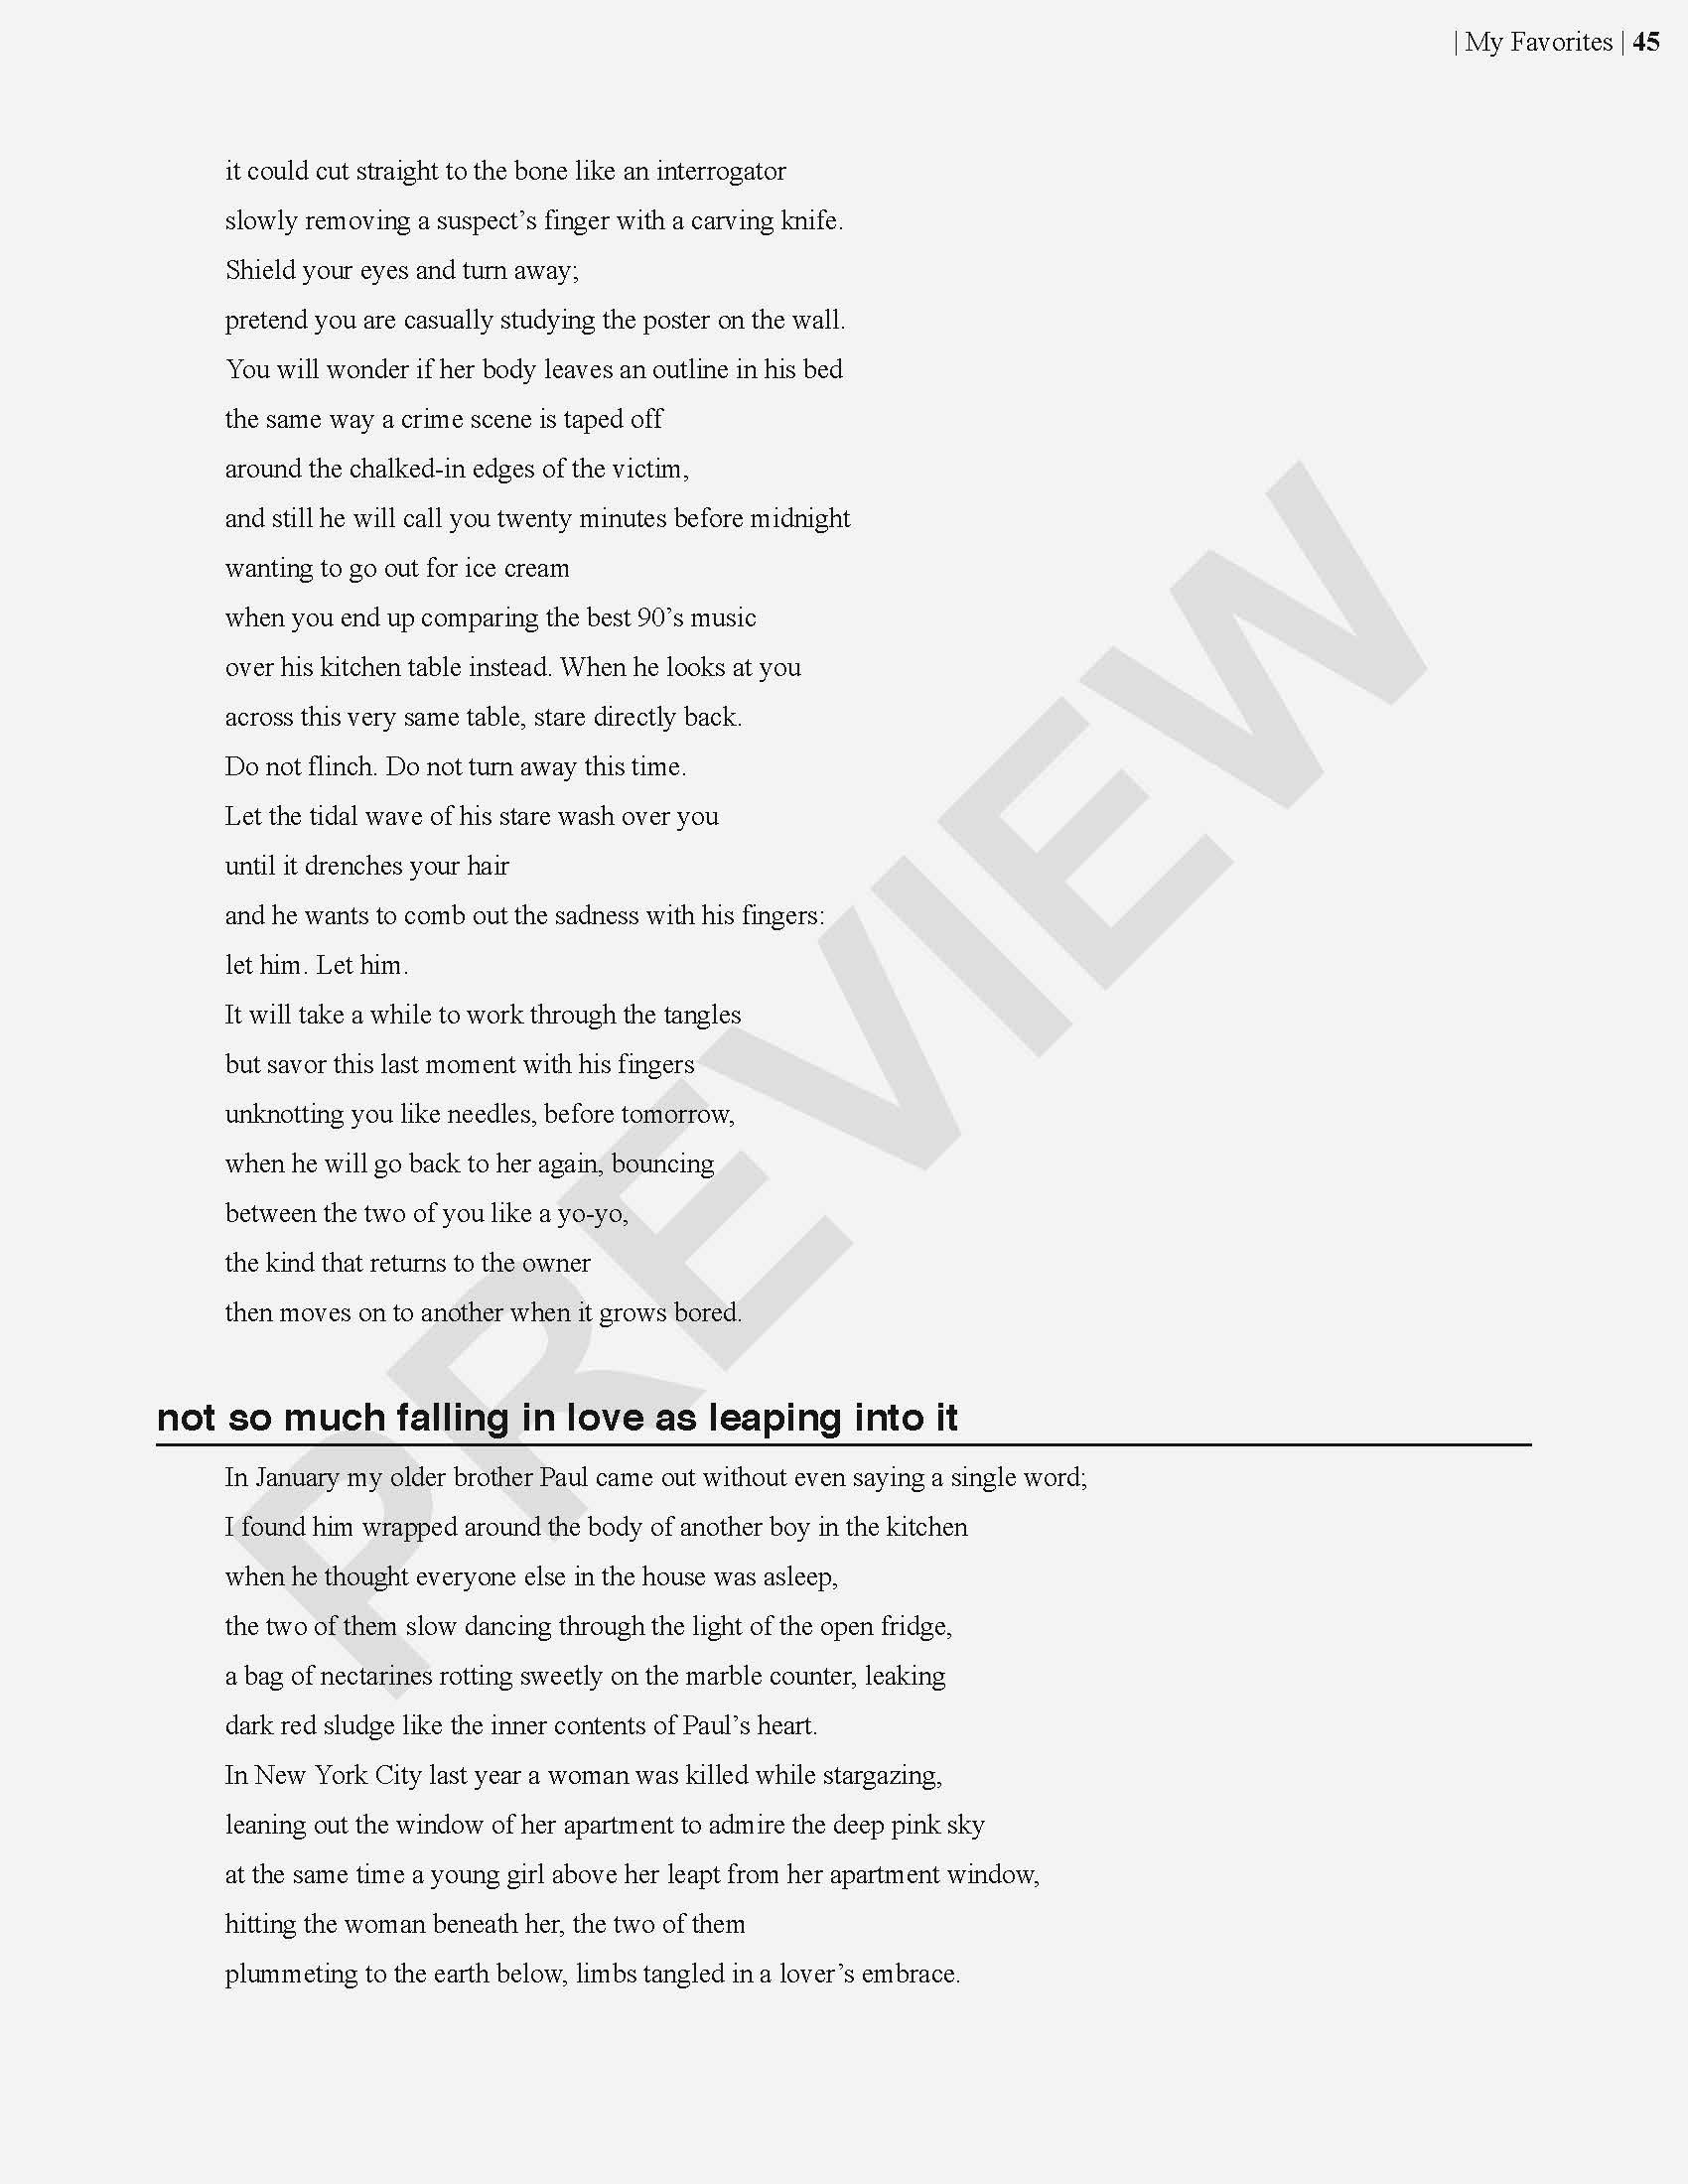 | My Favorites | 45
it could cut straight to the bone like an interrogator
slowly removing a suspect’s finger with a carving knife.
Shield your eyes and turn away;
pretend you are casually studying the poster on the wall.
You will wonder if her body leaves an outline in his bed
the same way a crime scene is taped off
around the chalked-in edges of the victim,
and still he will call you twenty minutes before midnight
wanting to go out for ice cream
when you end up comparing the best 90’s music
over his kitchen table instead. When he looks at you
across this very same table, stare directly back.
Do not flinch. Do not turn away this time.
Let the tidal wave of his stare wash over you
until it drenches your hair
and he wants to comb out the sadness with his fingers:
let him. Let him.
It will take a while to work through the tangles
but savor this last moment with his fingers
unknotting you like needles, before tomorrow,
when he will go back to her again, bouncing
between the two of you like a yo-yo,
the kind that returns to the owner
then moves on to another when it grows bored.
not so much falling in love as leaping into it
In January my older brother Paul came out without even saying a single word;
I found him wrapped around the body of another boy in the kitchen
when he thought everyone else in the house was asleep,
the two of them slow dancing through the light of the open fridge,
a bag of nectarines rotting sweetly on the marble counter, leaking
dark red sludge like the inner contents of Paul’s heart.
In New York City last year a woman was killed while stargazing,
leaning out the window of her apartment to admire the deep pink sky
at the same time a young girl above her leapt from her apartment window,
hitting the woman beneath her, the two of them
plummeting to the earth below, limbs tangled in a lover’s embrace.
PREVIEW